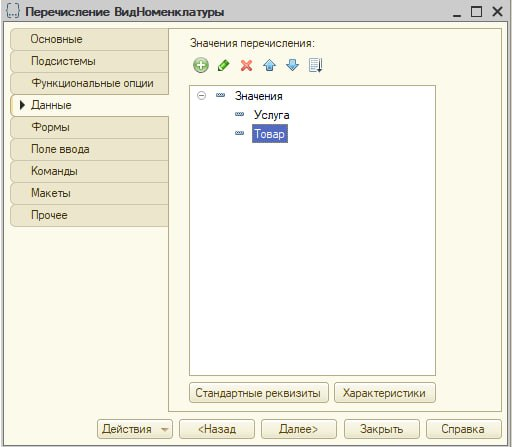 Перечисление ВидНоменклатуры
Основные
Подсистемы
Функциональные опции
Данные
Формы
Поле ввода
Команды
Макеты
Прочее
Значения перечисления:
Значения
Услуга
Товар
Стандартные реквизиты
Характеристики
Действия
<Назад
Далее>
Закрыть
Справка